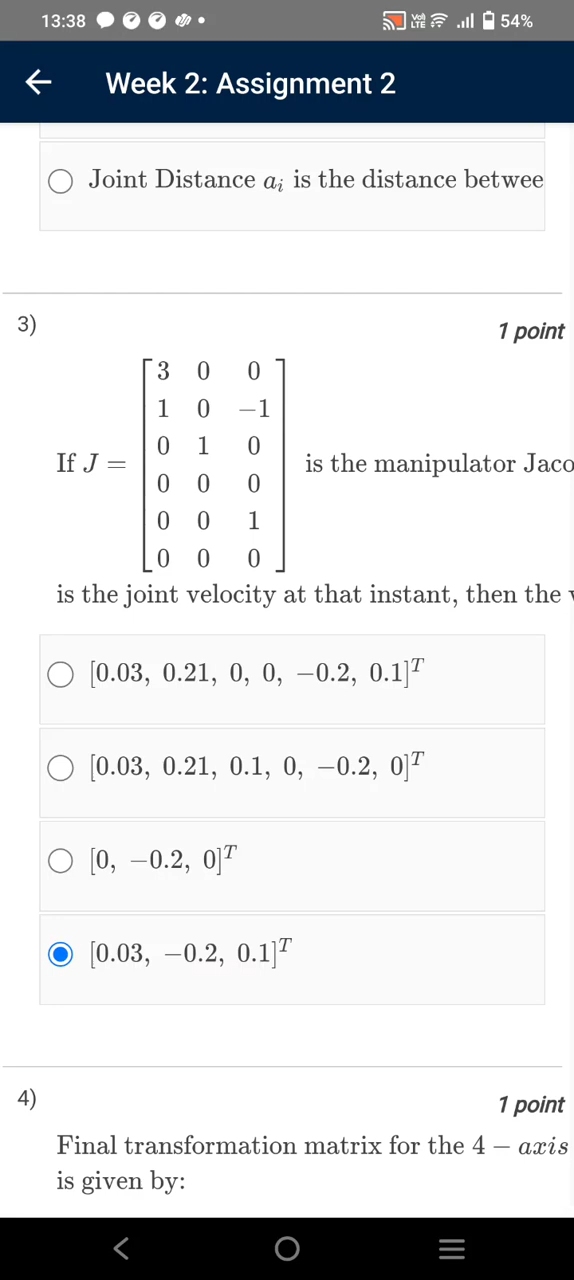 13:38
Vo)
LTE
54%
Week 2: Assignment 2
Joint Distance aᵢ is the distance betwee
3)
1 point
If J = [3 0 0
1 0 −1
0 1 0
0 0 0
0 0 1
0 0 0] is the manipulator Jaco
is the joint velocity at that instant, then the
[0.03, 0.21, 0, 0, −0.2, 0.1]ᵀ
[0.03, 0.21, 0.1, 0, −0.2, 0]ᵀ
[0, −0.2, 0]ᵀ
[0.03, −0.2, 0.1]ᵀ
4)
1 point
Final transformation matrix for the 4 − axis
is given by: